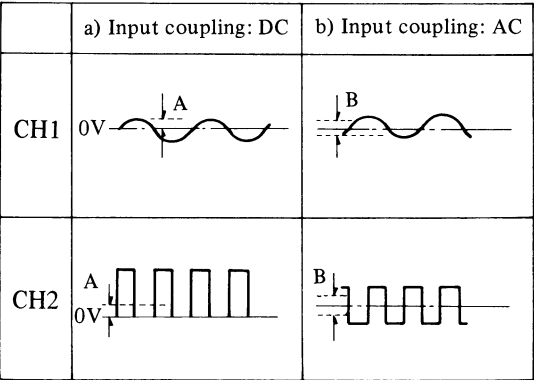 a) Input coupling: DC
b) Input coupling: AC
CH1
A
0V
B
CH2
A
0V
B